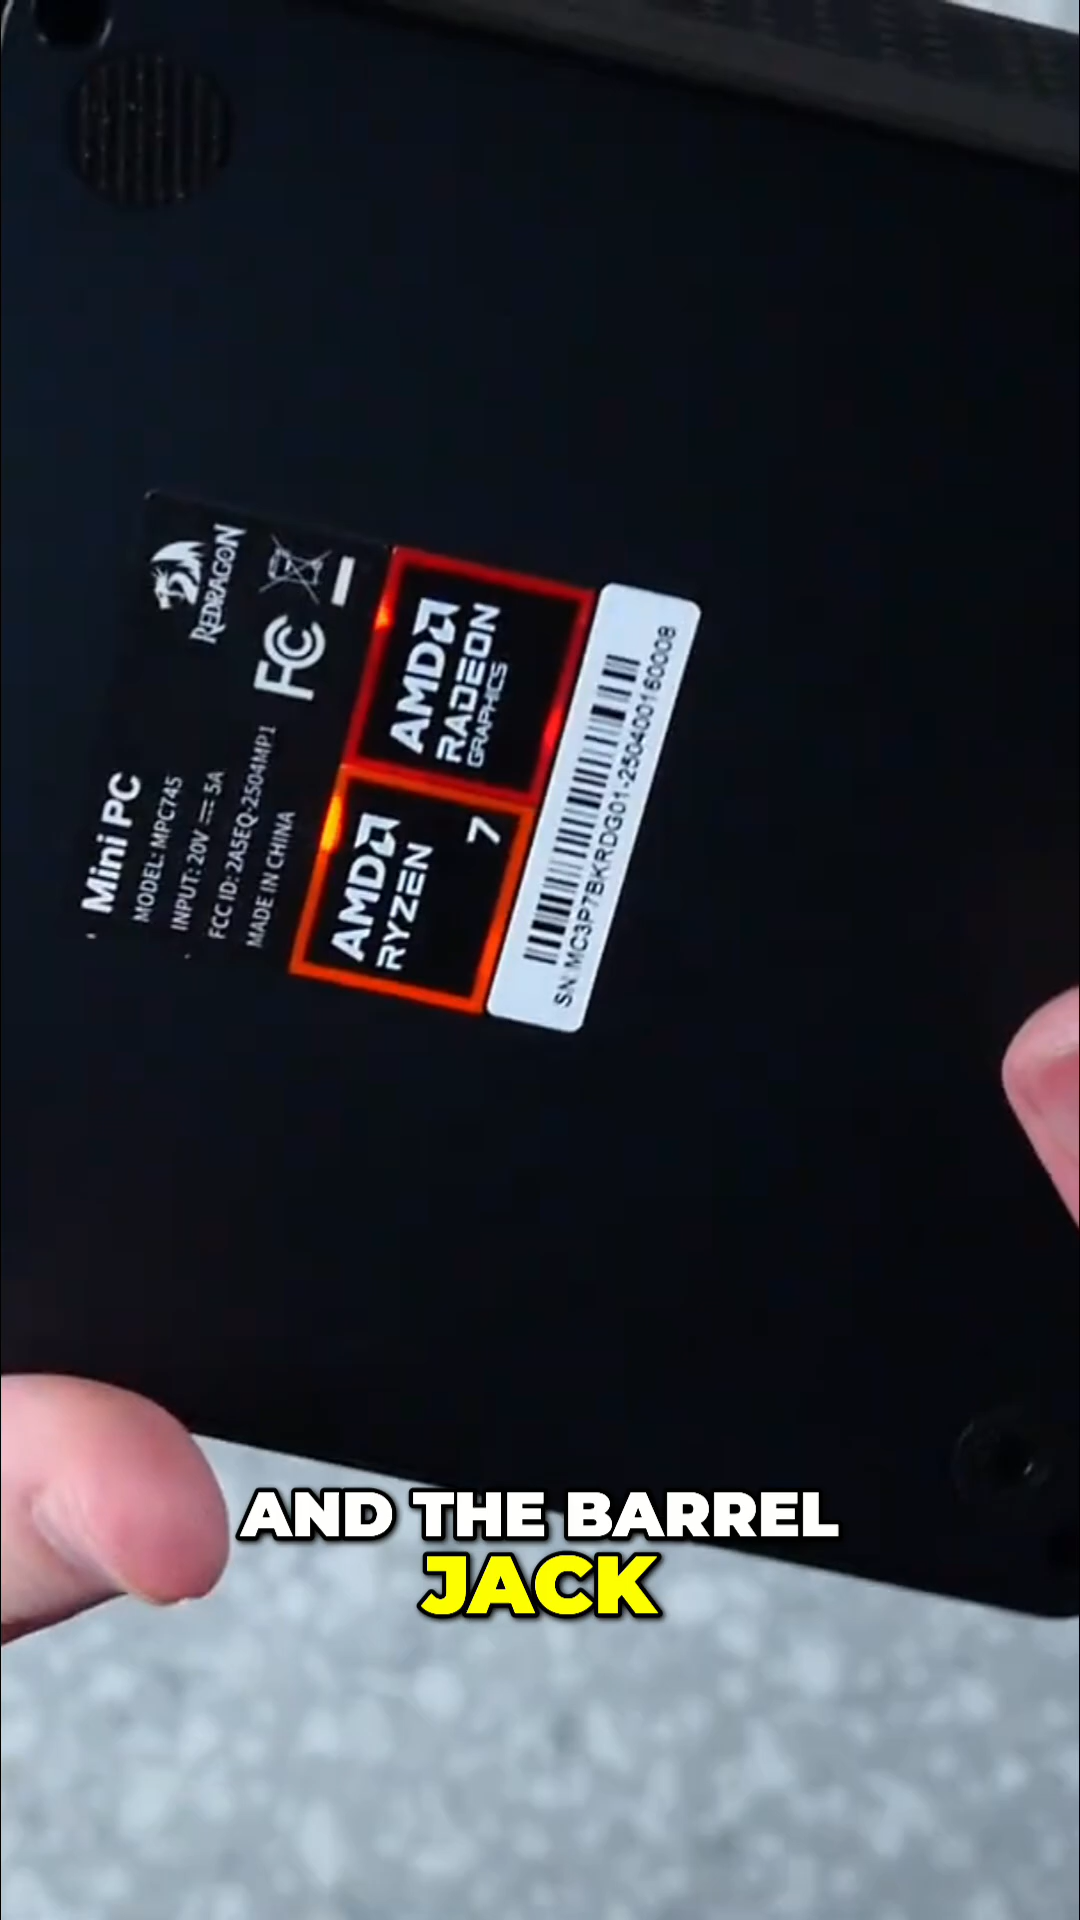 REDRAGON
FC
Mini PC
MODEL: MPC745
INPUT: 20V ⎓ 5A
FCC ID: 2A5EQ-2504MP1
MADE IN CHINA
AMD
RADEON
GRAPHICS
AMD
RYZEN
7
SN:MC3P7BKRDG01-250400160008
AND THE BARREL
JACK